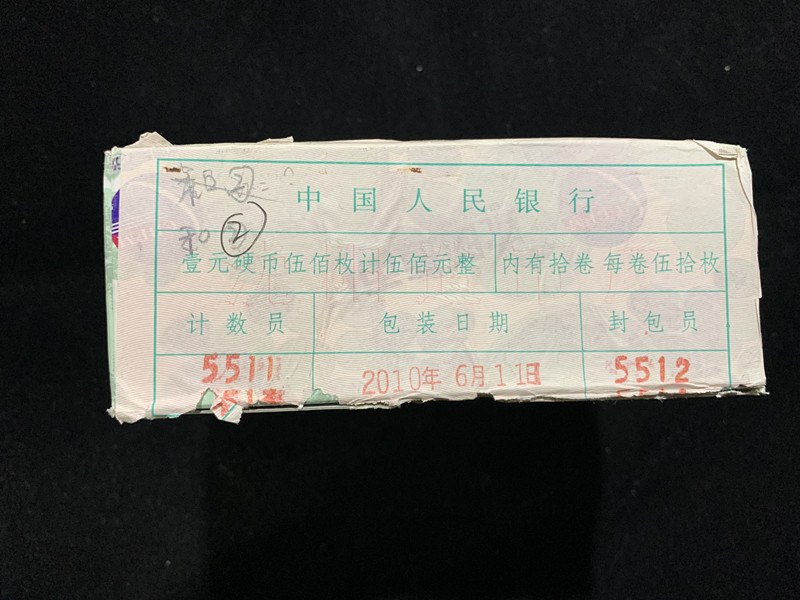 中国人民银行
②
壹元硬币伍佰枚计伍佰元整 内有拾卷 每卷伍拾枚
计数员 包装日期 封包员
5511 2010年 6月11日 5512